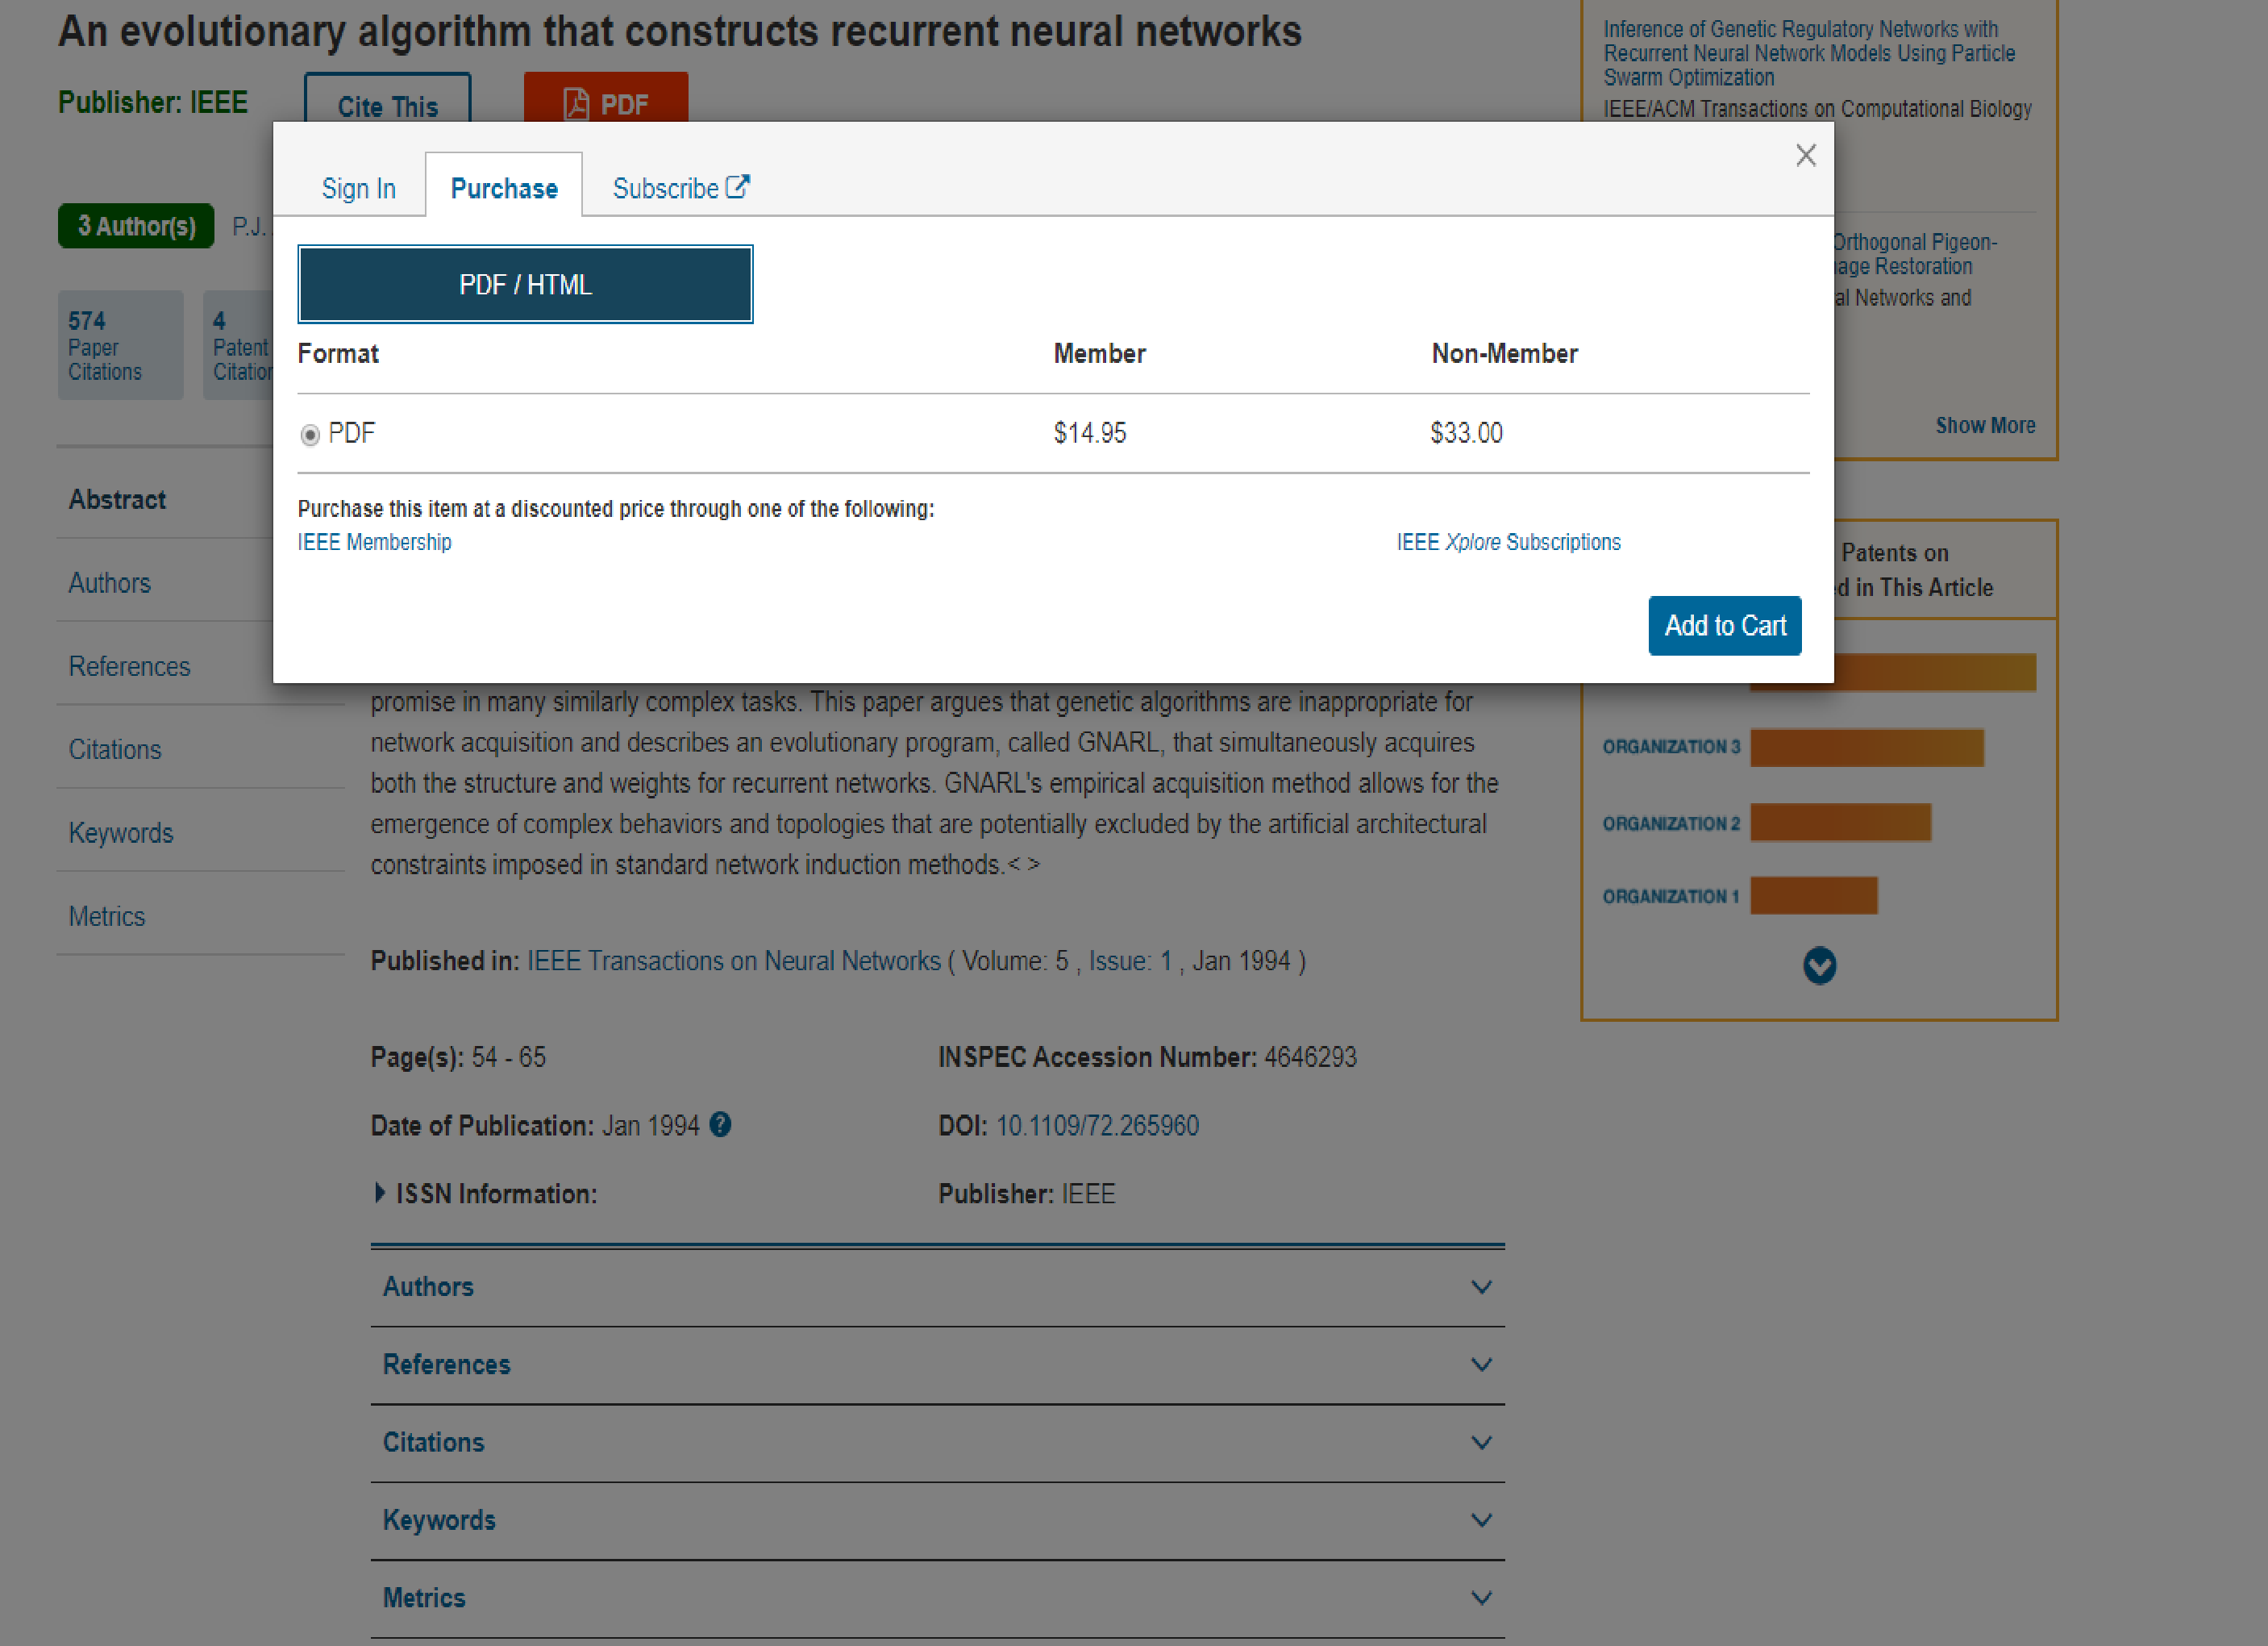 An evolutionary algorithm that constructs recurrent neural networks
Publisher: IEEE
Cite This
PDF
3 Author(s)
P.J.
574
Paper
Citations
4
Patent
Sign In
Purchase
Subscribe
PDF / HTML
Format Member Non-Member
PDF $14.95 $33.00
Purchase this item at a discounted price through one of the following:
IEEE Membership
IEEE Xplore Subscriptions
Add to Cart
Abstract
Authors
References
Citations
Keywords
Metrics
promise in many similarly complex tasks. This paper argues that genetic algorithms are inappropriate for
network acquisition and describes an evolutionary program, called GNARL, that simultaneously acquires
both the structure and weights for recurrent networks. GNARL's empirical acquisition method allows for the
emergence of complex behaviors and topologies that are potentially excluded by the artificial architectural
constraints imposed in standard network induction methods.< >
Published in: IEEE Transactions on Neural Networks ( Volume: 5 , Issue: 1 , Jan 1994 )
Page(s): 54 - 65
INSPEC Accession Number: 4646293
Date of Publication: Jan 1994
DOI: 10.1109/72.265960
ISSN Information:
Publisher: IEEE
Authors
References
Citations
Keywords
Metrics
Inference of Genetic Regulatory Networks with
Recurrent Neural Network Models Using Particle
Swarm Optimization
IEEE/ACM Transactions on Computational Biology
Orthogonal Pigeon-
Restoration
Networks and
Show More
Patents on
in This Article
ORGANIZATION 3
ORGANIZATION 2
ORGANIZATION 1